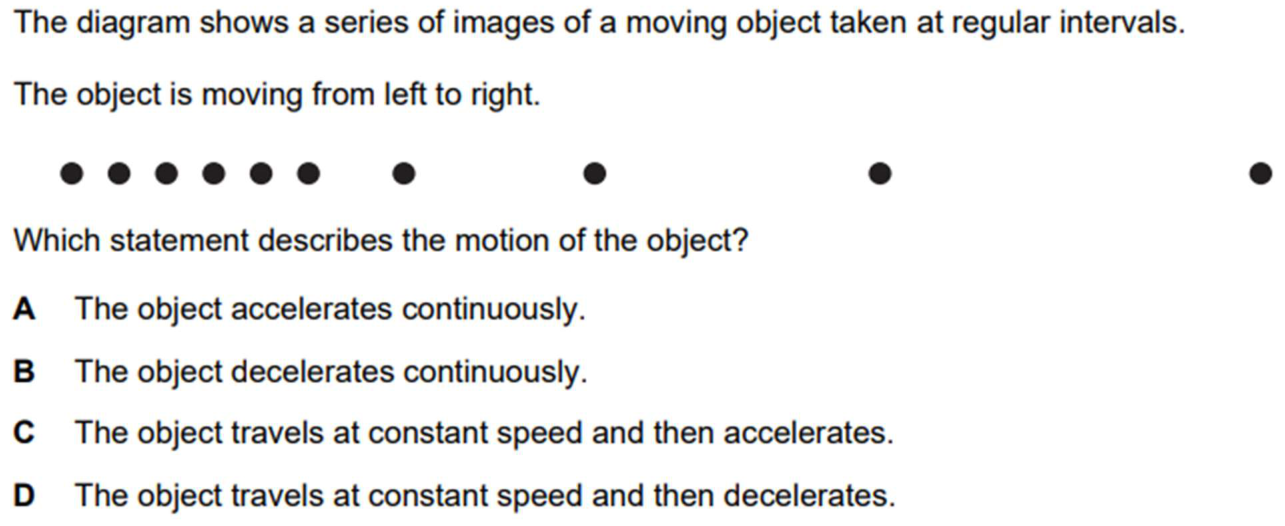 The diagram shows a series of images of a moving object taken at regular intervals.
The object is moving from left to right.
Which statement describes the motion of the object?
A The object accelerates continuously.
B The object decelerates continuously.
C The object travels at constant speed and then accelerates.
D The object travels at constant speed and then decelerates.